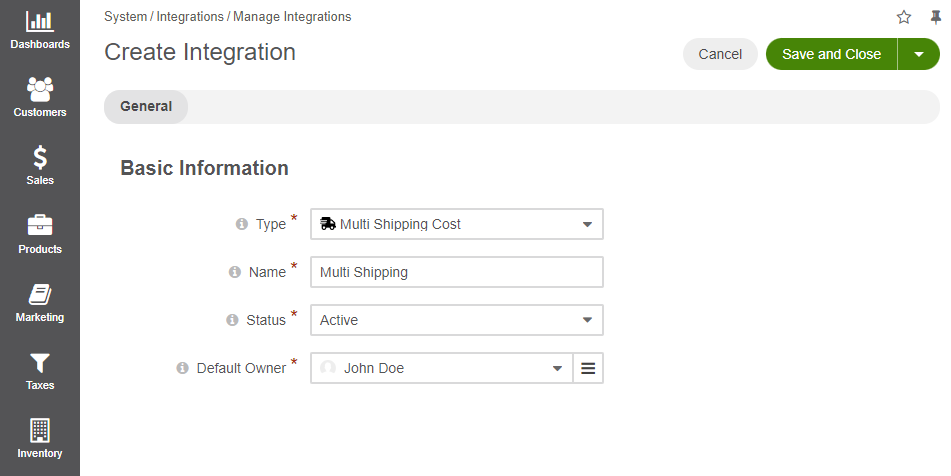 Dashboards
Customers
Sales
Products
Marketing
Taxes
Inventory
System / Integrations / Manage Integrations
Create Integration
Cancel
Save and Close
General
Basic Information
Type *
Multi Shipping Cost
Name *
Multi Shipping
Status *
Active
Default Owner *
John Doe